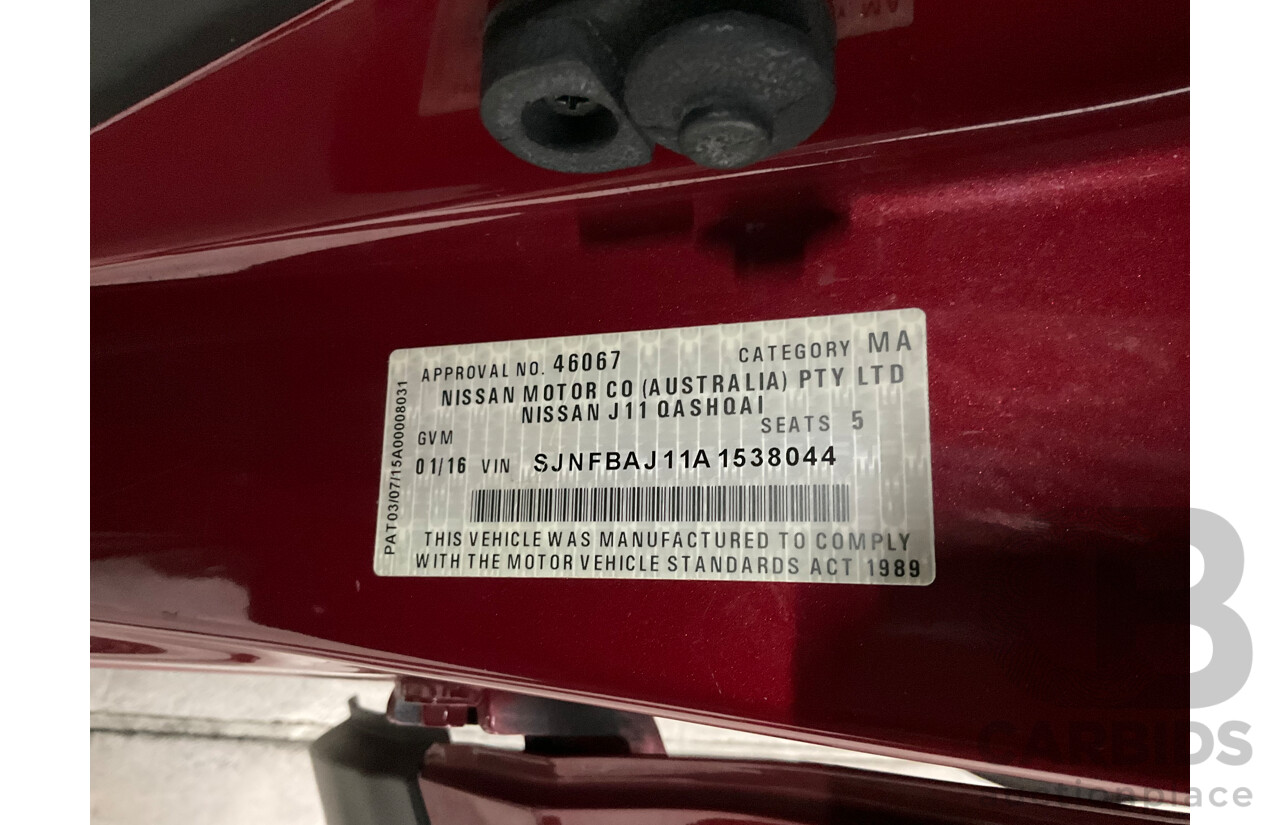 APPROVAL NO. 46067 CATEGORY MA
NISSAN MOTOR CO (AUSTRALIA) PTY LTD
NISSAN J11 QASHQAI
GVM SEATS 5
01/16 VIN SJNFBAJ11A1538044
THIS VEHICLE WAS MANUFACTURED TO COMPLY
WITH THE MOTOR VEHICLE STANDARDS ACT 1989
PAT03/07/15A00008031
CARBIDS